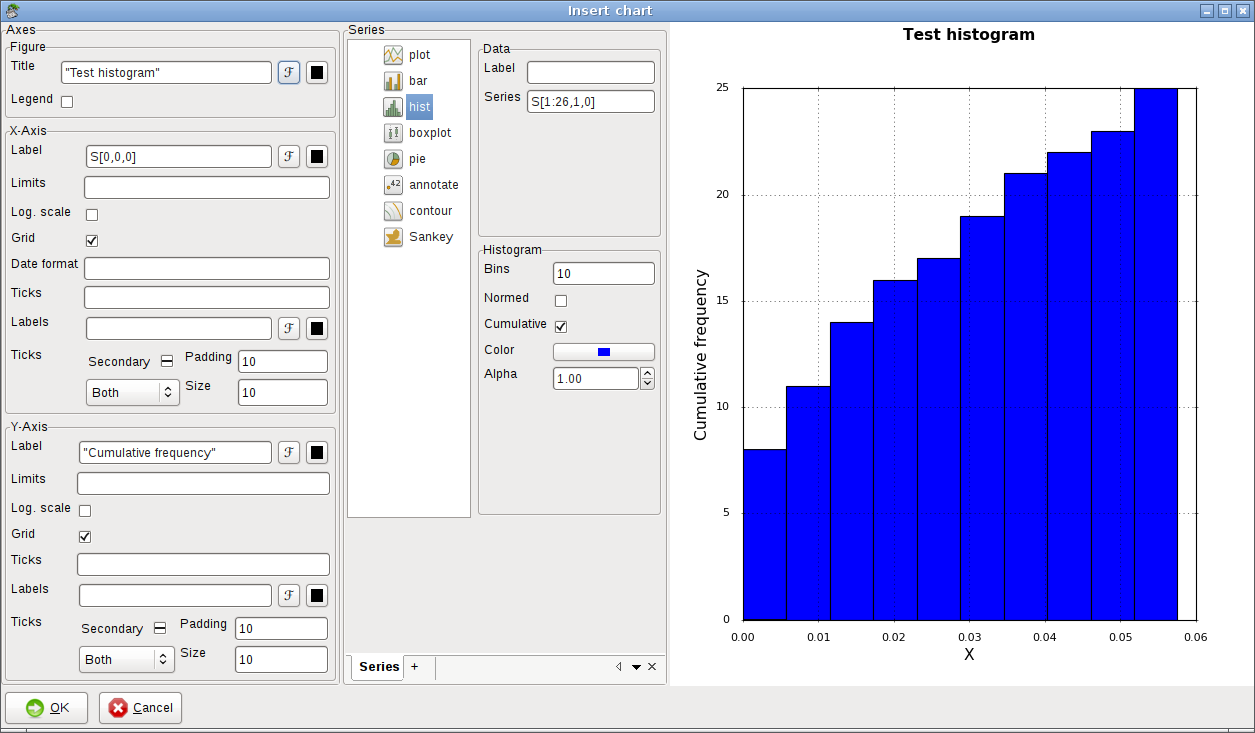 Insert chart
Axes
Figure
Title "Test histogram" ℱ
Legend
X-Axis
Label S[0,0,0] ℱ
Limits
Log. scale
Grid
Date format
Ticks
Labels ℱ
Ticks Secondary Padding 10
Both Size 10
Y-Axis
Label "Cumulative frequency" ℱ
Limits
Log. scale
Grid
Ticks
Labels ℱ
Ticks Secondary Padding 10
Both Size 10
Series
plot
bar
hist
boxplot
pie
.42 annotate
contour
Sankey
Data
Label
Series S[1:26,1,0]
Histogram
Bins 10
Normed
Cumulative
Color
Alpha 1.00
Series +
Test histogram
25
20
15
10
5
0
Cumulative frequency
0.00 0.01 0.02 0.03 0.04 0.05 0.06
X
OK Cancel